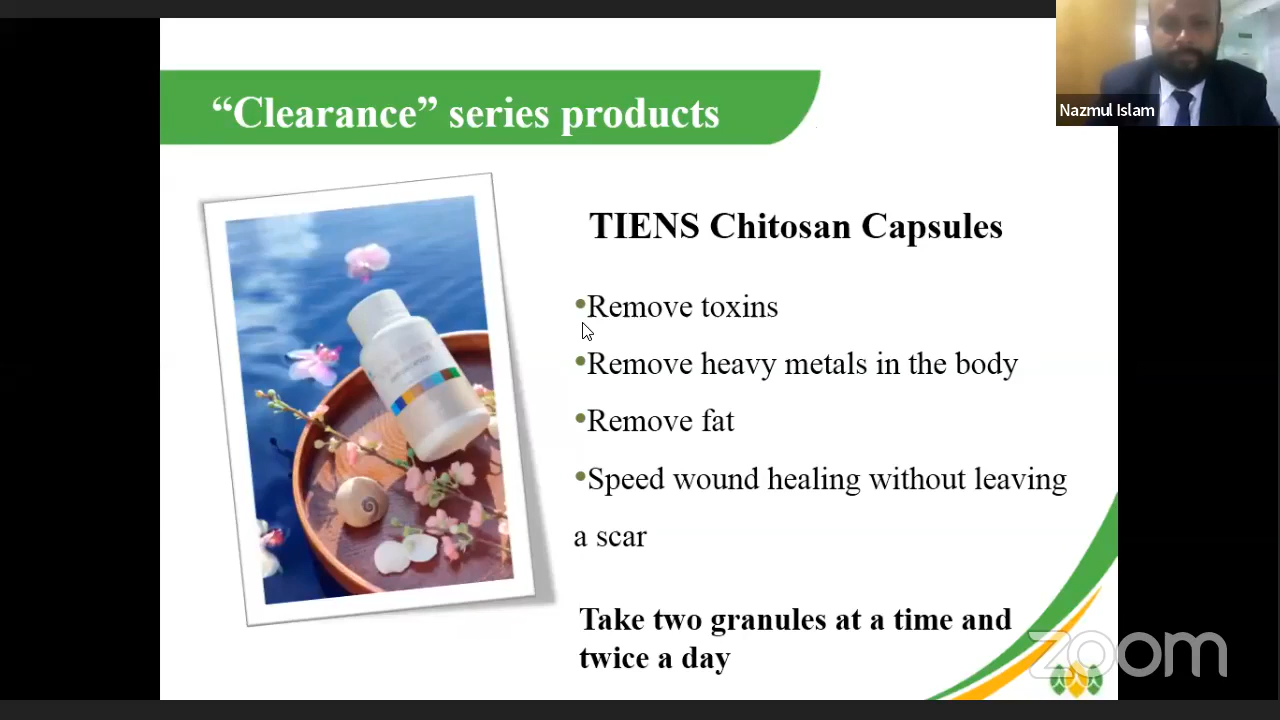 Nazmul Islam
“Clearance” series products
TIENS Chitosan Capsules
•Remove toxins
•Remove heavy metals in the body
•Remove fat
•Speed wound healing without leaving
a scar
Take two granules at a time and
twice a day
zoom